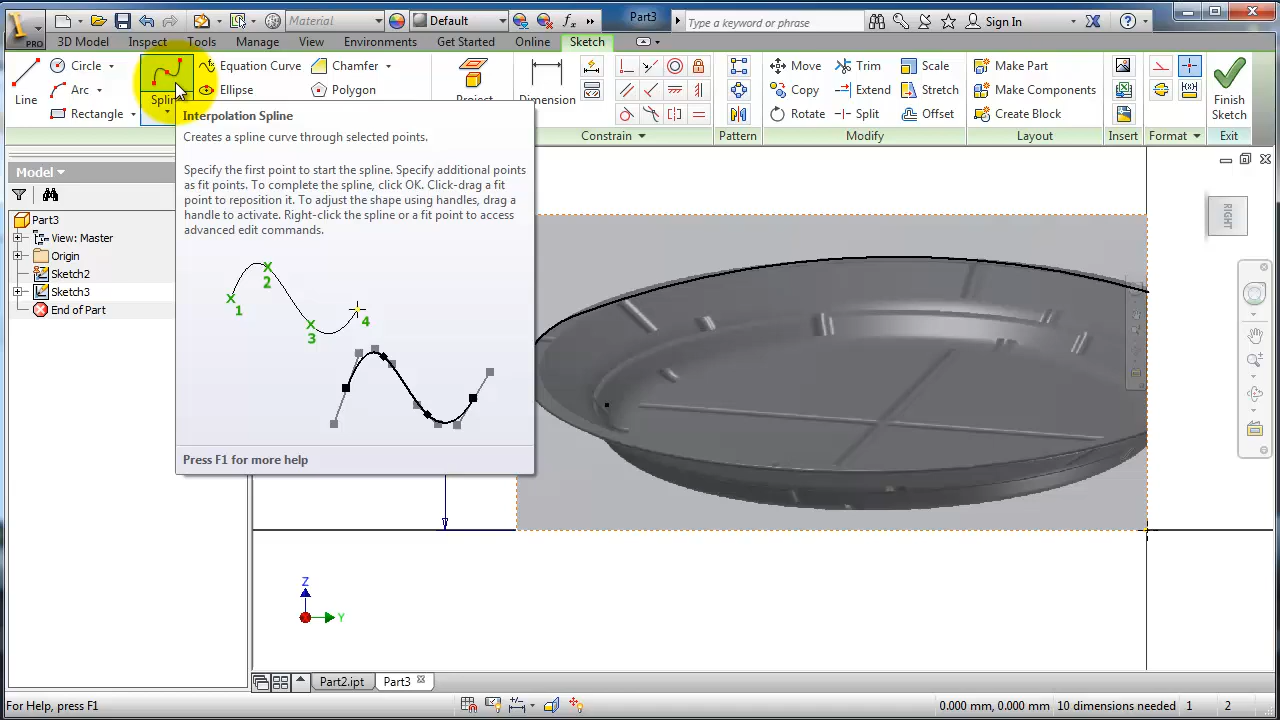 Material
Default
Part3
Type a keyword or phrase
Sign In
PRO
3D Model
Inspect
Tools
Manage
View
Environments
Get Started
Online
Sketch
Line
Circle
Arc
Rectangle
Spline
Equation Curve
Ellipse
Chamfer
Polygon
Project
Dimension
Constrain
Pattern
Move
Copy
Rotate
Trim
Extend
Split
Scale
Stretch
Offset
Modify
Make Part
Make Components
Create Block
Layout
Insert
Format
Finish
Sketch
Exit
Interpolation Spline
Creates a spline curve through selected points.
Specify the first point to start the spline. Specify additional points
as fit points. To complete the spline, click OK. Click-drag a fit
point to reposition it. To adjust the shape using handles, drag a
handle to activate. Right-click the spline or a fit point to access
advanced edit commands.
1
2
3
4
Press F1 for more help
Model
Part3
View: Master
Origin
Sketch2
Sketch3
End of Part
RIGHT
Z
Y
Part2.ipt
Part3
For Help, press F1
0.000 mm, 0.000 mm
10 dimensions needed
1
2